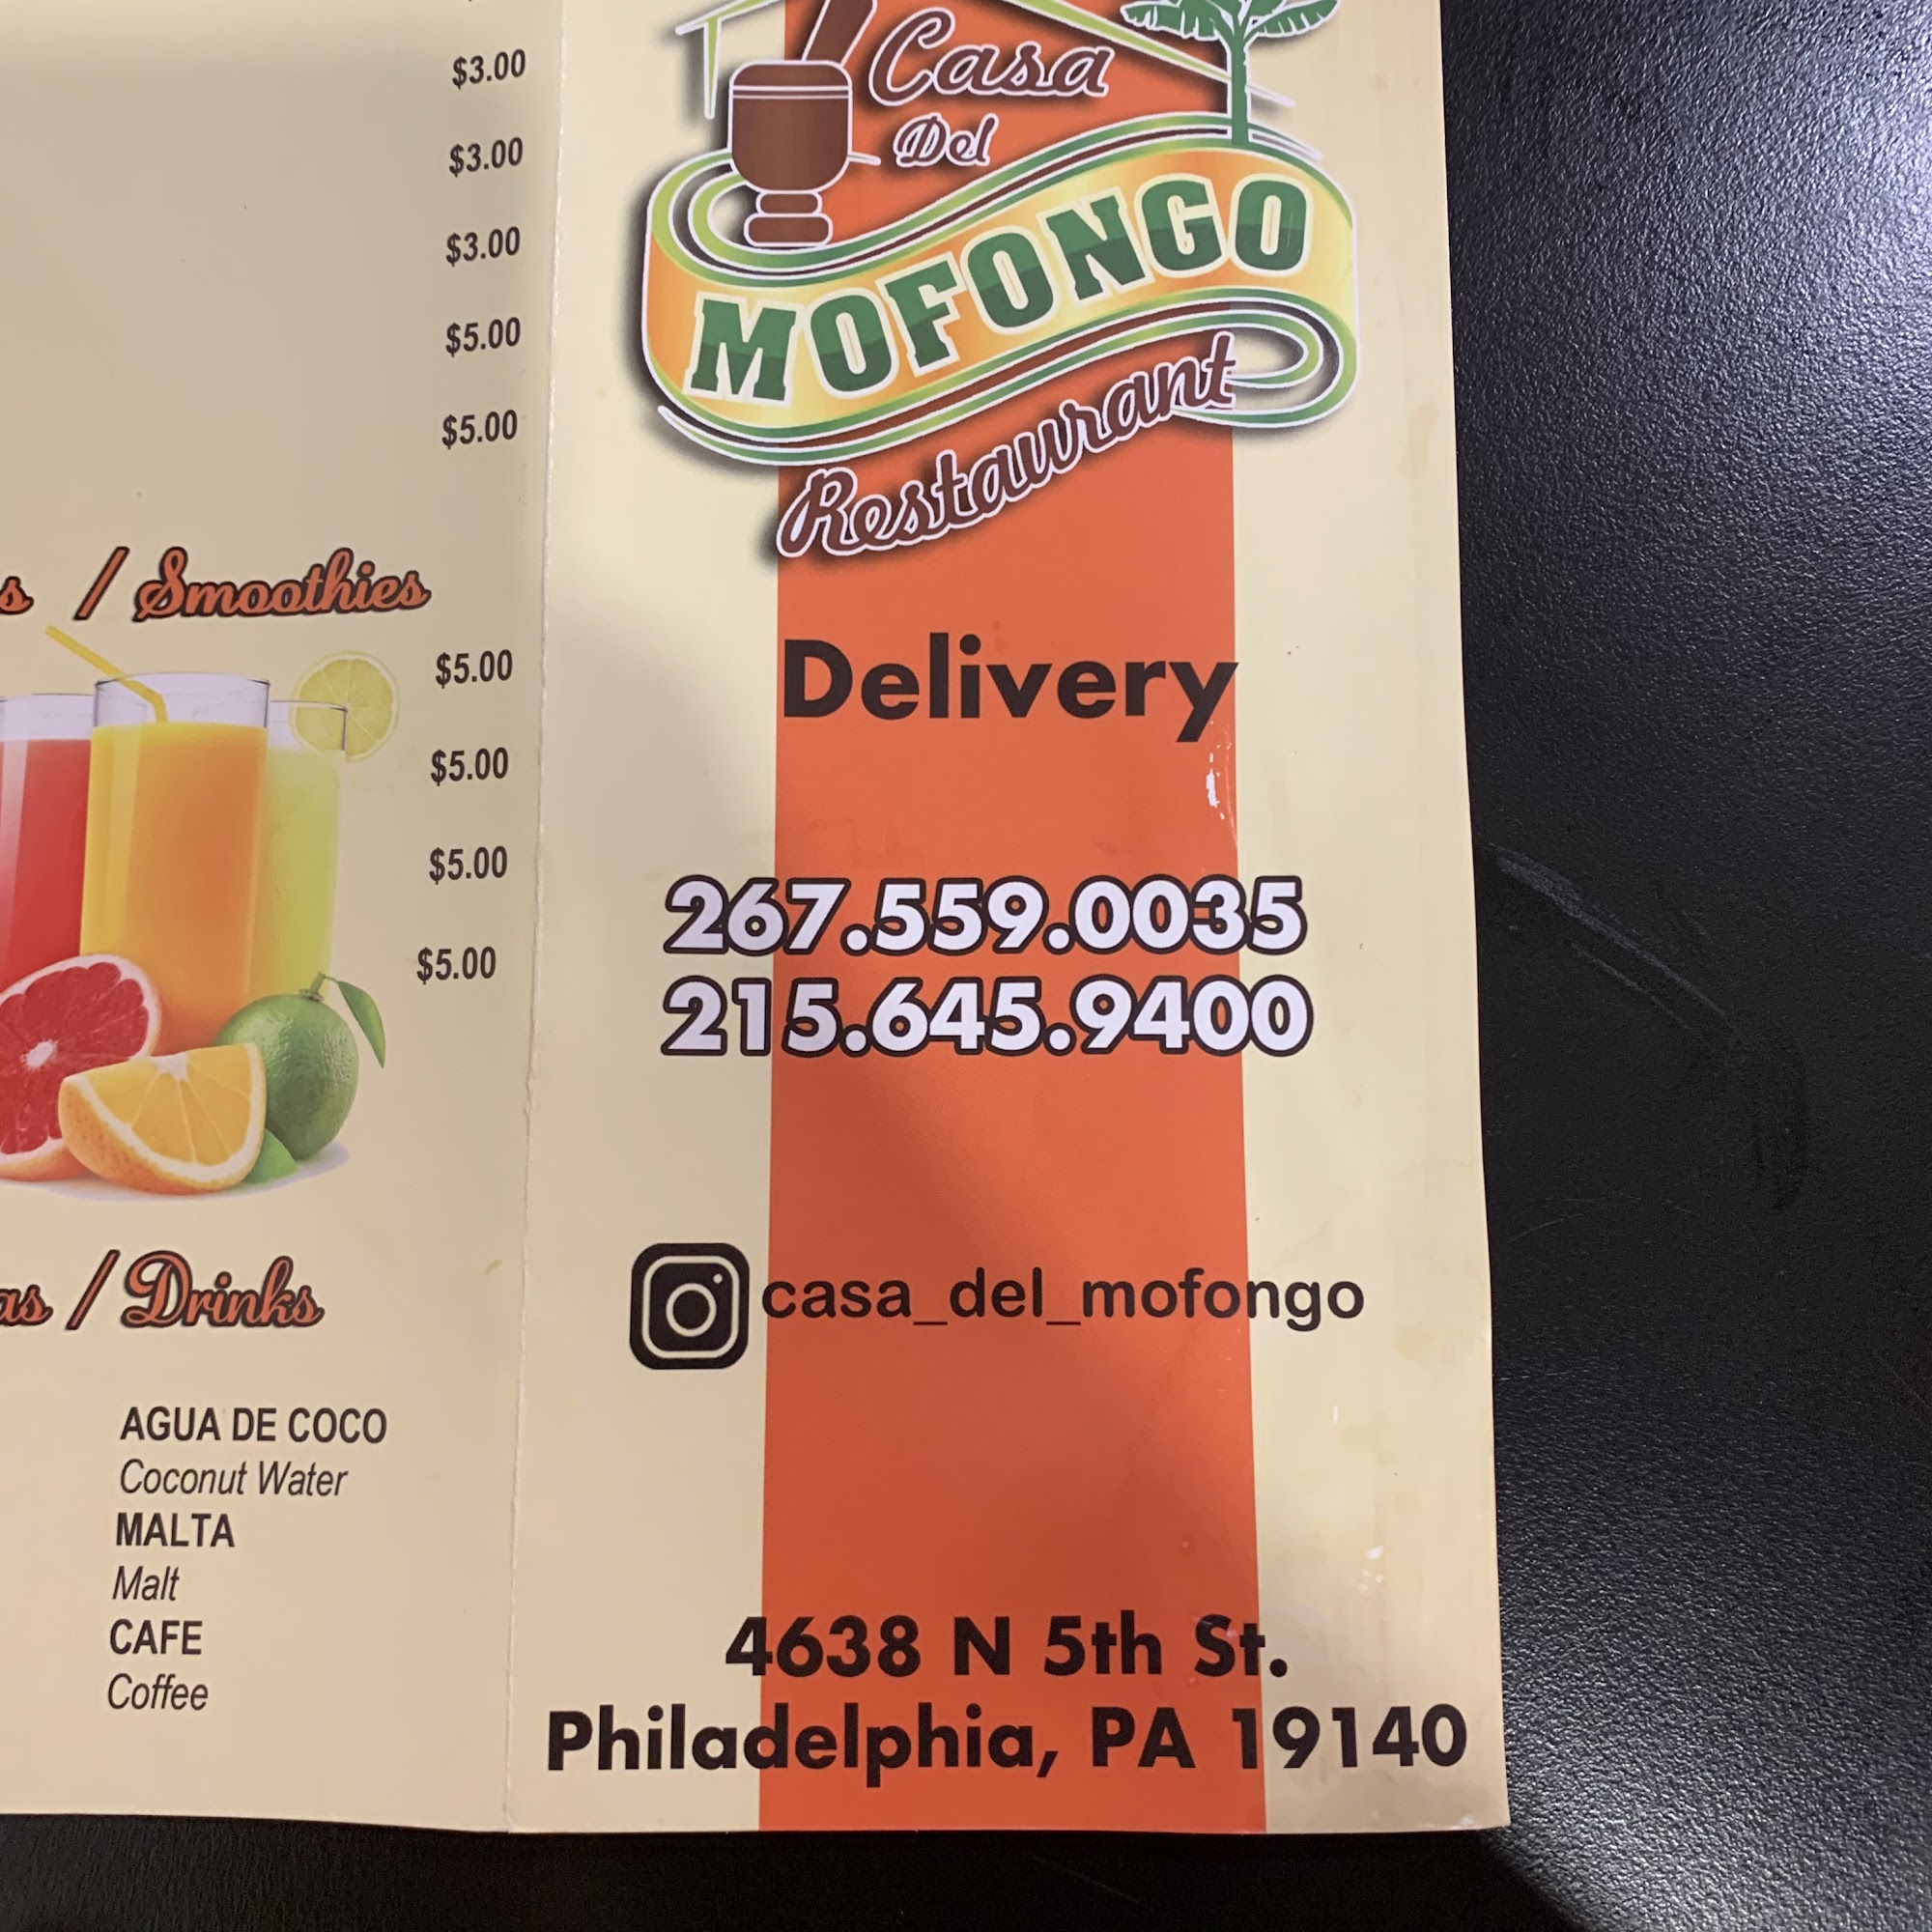 $3.00
$3.00
$3.00
$5.00
$5.00
/ Smoothies
$5.00
$5.00
$5.00
$5.00
/ Drinks
AGUA DE COCO
Coconut Water
MALTA
Malt
CAFE
Coffee
Casa
Del
MOFONGO
Restaurant
Delivery
267.559.0035
215.645.9400
casa_del_mofongo
4638 N 5th St.
Philadelphia, PA 19140